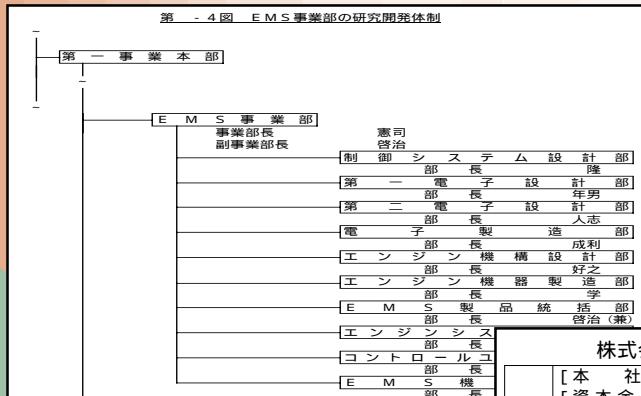 第 -4図 EMS事業部の研究開発体制
~
第一事業本部
~
~
EMS事業部
事業部長 憲司
副事業部長 啓治
制御システム設計部
部長 隆
第一電子設計部
部長 年男
第二電子設計部
部長 人志
電子製造部
部長 成利
エンジン機構設計部
部長 好之
エンジン機器製造部
部長 学
EMS製品統括部
部長 啓治(兼)
エンジンシス
部長
コントロールユ
部長
EMS機
部長
株式会
[本社
[資本金